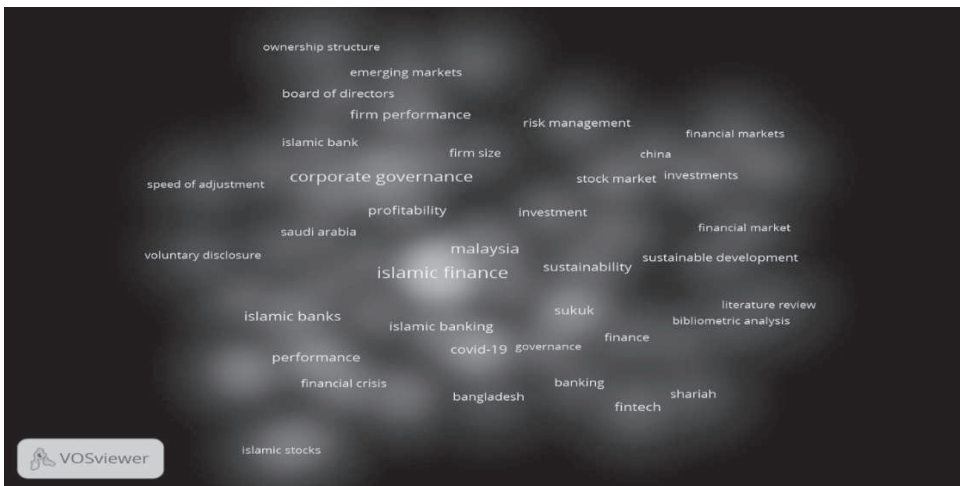 ownership structure
emerging markets
board of directors
firm performance
risk management
financial markets
islamic bank
firm size
china
corporate governance
stock market
investments
speed of adjustment
profitability
investment
saudi arabia
financial market
malaysia
voluntary disclosure
sustainable development
islamic finance
sustainability
literature review
sukuk
islamic banks
bibliometric analysis
islamic banking
finance
covid-19
governance
performance
financial crisis
banking
bangladesh
shariah
fintech
islamic stocks
VOSviewer